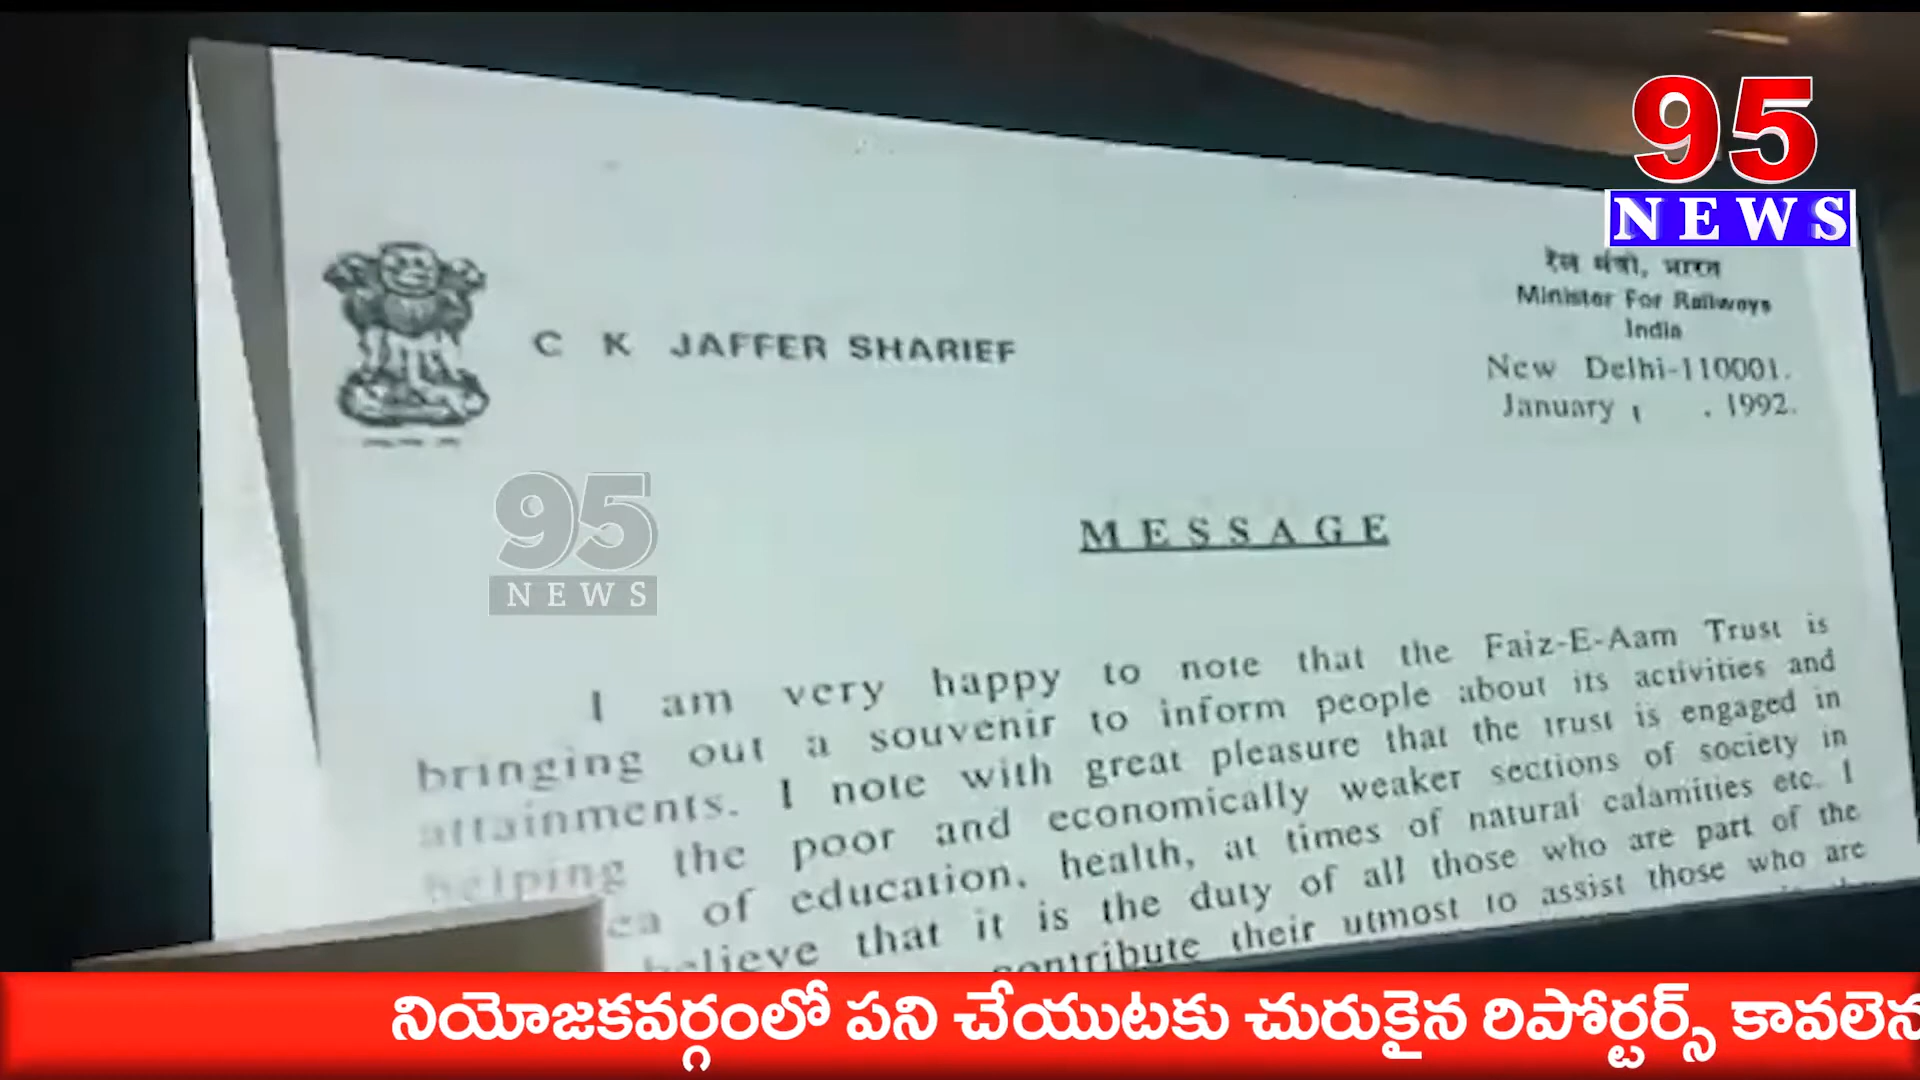 95
NEWS
रेल मंत्री, भारत
Minister For Railways
India
C K JAFFER SHARIEF
New Delhi-110001.
January 1 . 1992.
95
NEWS
MESSAGE
I am very happy to note that the Faiz-E-Aam Trust is
bringing out a souvenir to inform people about its activities and
attainments. I note with great pleasure that the trust is engaged in
helping the poor and economically weaker sections of society in
of education, health, at times of natural calamities etc. I
believe that it is the duty of all those who are part of the
contribute their utmost to assist those who are
నియోజకవర్గంలో పని చేయుటకు చురుకైన రిపోర్టర్స్ కావలెన